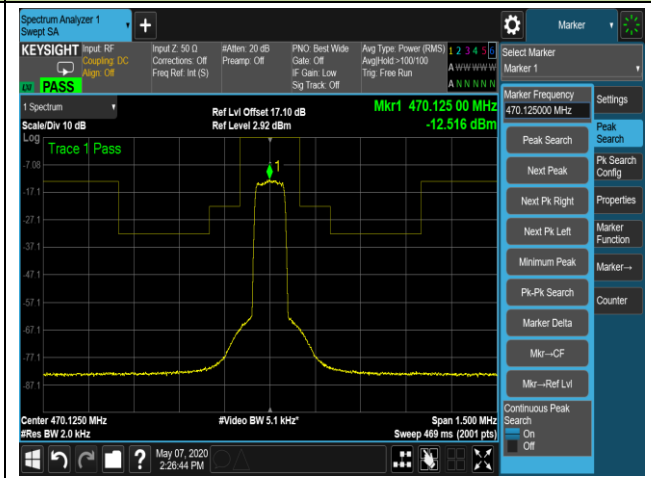 Spectrum Analyzer 1
Swept SA
+
Marker
KEYSIGHT
Input: RF
Coupling: DC
Align: Off
Input Z: 50 Ω
Corrections: Off
Freq Ref: Int (S)
#Atten: 20 dB
Preamp: Off
PNO: Best Wide
Gate: Off
IF Gain: Low
Sig Track: Off
Avg Type: Power (RMS)
Avg|Hold:>100/100
Trig: Free Run
1 2 3 4 5 6
A W W W W W
A N N N N N
PASS
Select Marker
Marker 1
1 Spectrum
Scale/Div 10 dB
Ref Lvl Offset 17.10 dB
Ref Level 2.92 dBm
Mkr1 470.125 00 MHz
-12.516 dBm
Log
Trace 1 Pass
1
-7.08
-17.1
-27.1
-37.1
-47.1
-57.1
-67.1
-77.1
-87.1
Center 470.1250 MHz
#Res BW 2.0 kHz
#Video BW 5.1 kHz*
Span 1.500 MHz
Sweep 469 ms (2001 pts)
Marker Frequency
470.125000 MHz
Peak Search
Next Peak
Next Pk Right
Next Pk Left
Minimum Peak
Pk-Pk Search
Marker Delta
Mkr→CF
Mkr→Ref Lvl
Continuous Peak
Search
On
Off
Settings
Peak
Search
Pk Search
Config
Properties
Marker
Function
Marker→
Counter
?
May 07, 2020
2:26:44 PM